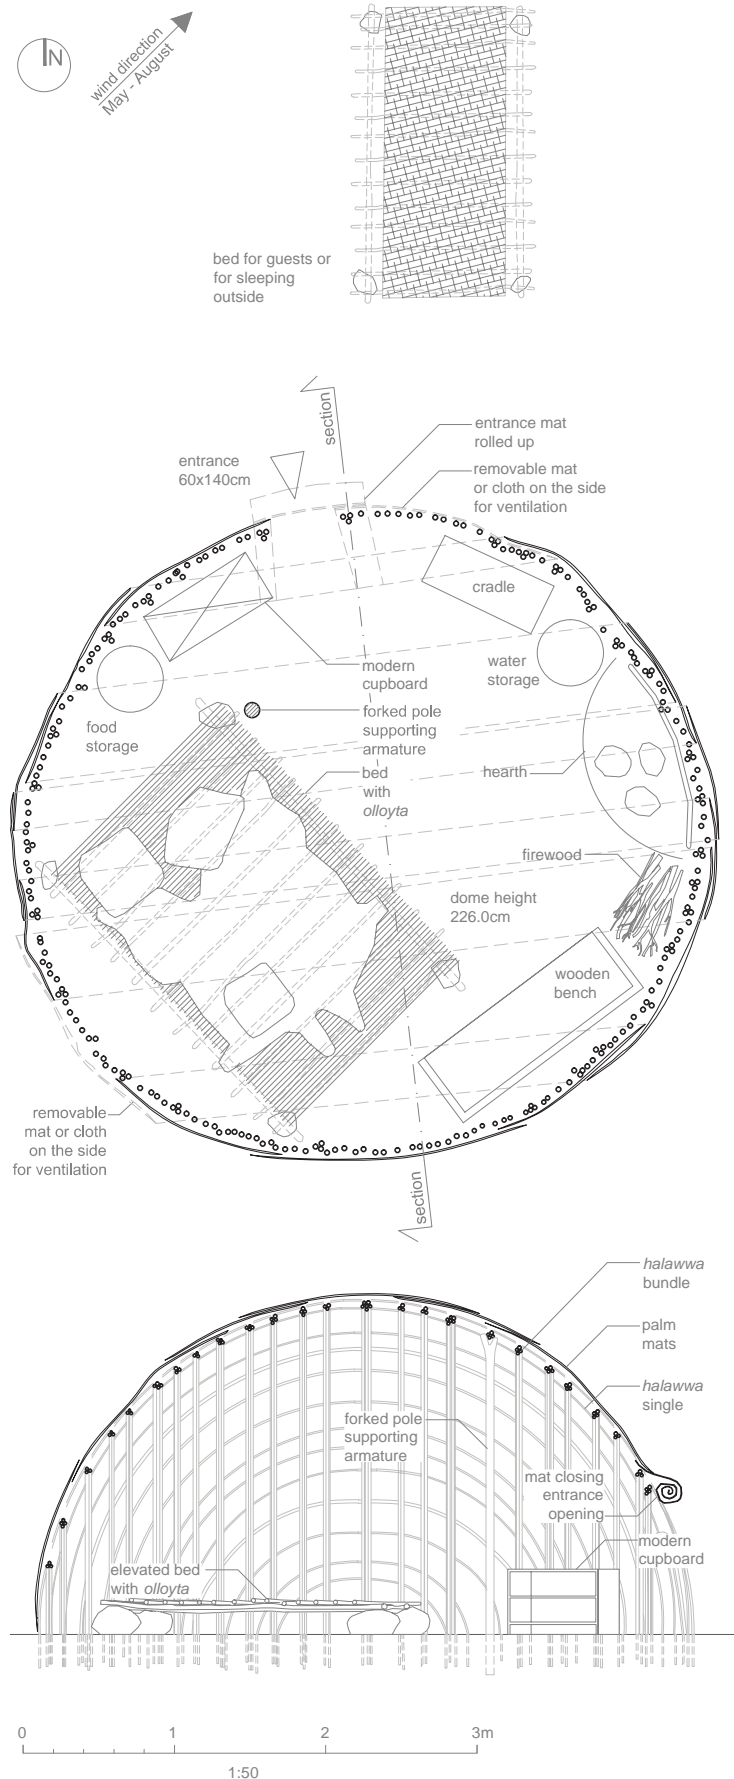 N
wind direction
May - August
bed for guests or
for sleeping
outside
section
entrance mat
rolled up
entrance
60x140cm
removable mat
or cloth on the side
for ventilation
cradle
water
storage
modern
cupboard
forked pole
supporting
armature
food
storage
bed
with
olloyta
hearth
firewood
dome height
226.0cm
wooden
bench
removable
mat or cloth
on the side
for ventilation
section
halawwa
bundle
palm
mats
halawwa
single
forked pole
supporting
armature
mat closing
entrance
opening
modern
cupboard
elevated bed
with olloyta
0 1 2 3m
1:50